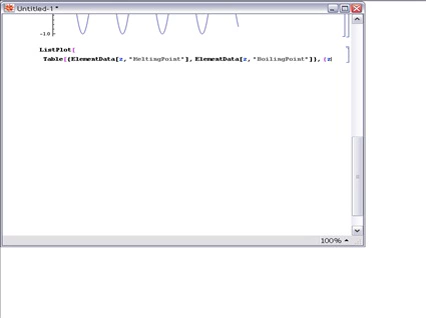 Untitled-1 *
-10
ListPlot[
Table[{ElementData[z, "MeltingPoint"], ElementData[z, "BoilingPoint"]}, {z
100%